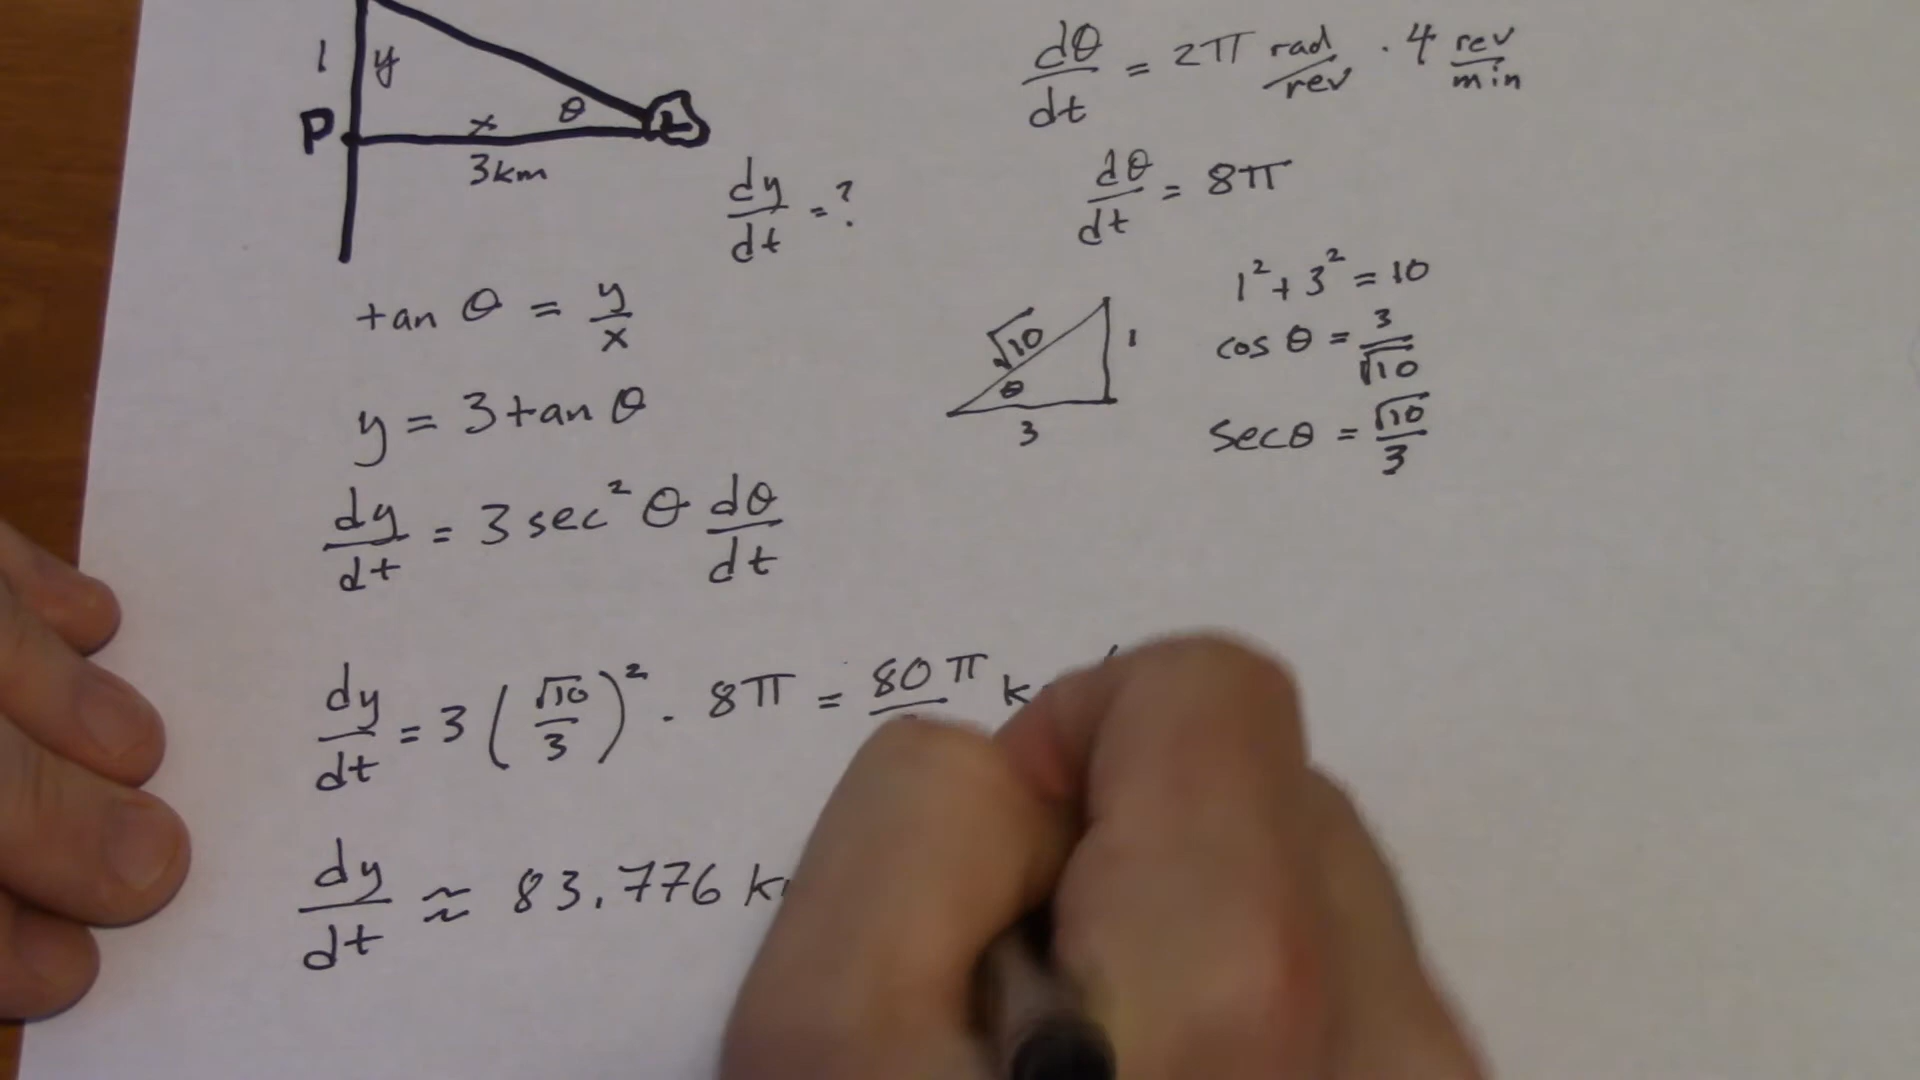 1
y
θ
P
x
L
3km
dy/dt = ?
dθ/dt = 2π rad/rev · 4 rev/min
dθ/dt = 8π
tan θ = y/x
y = 3 tan θ
dy/dt = 3 sec² θ dθ/dt
√10
θ
1
3
1² + 3² = 10
cos θ = 3/√10
sec θ = √10/3
dy/dt = 3 (√10/3)² · 8π = 80π
dy/dt ≈ 83.776